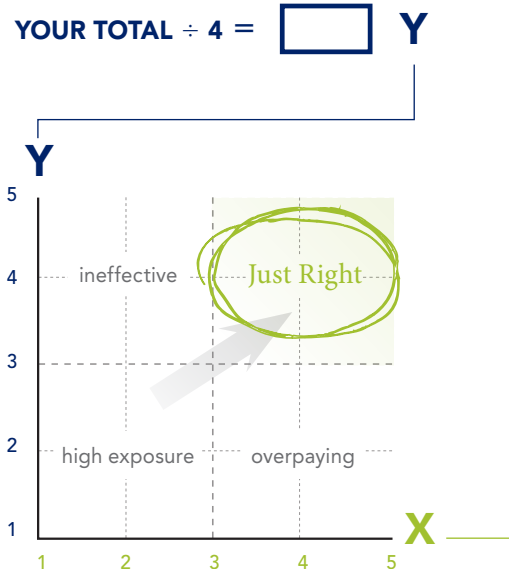 YOUR TOTAL ÷ 4 = Y
Y
5
4
ineffective
Just Right
3
2
high exposure
overpaying
1
X
1 2 3 4 5